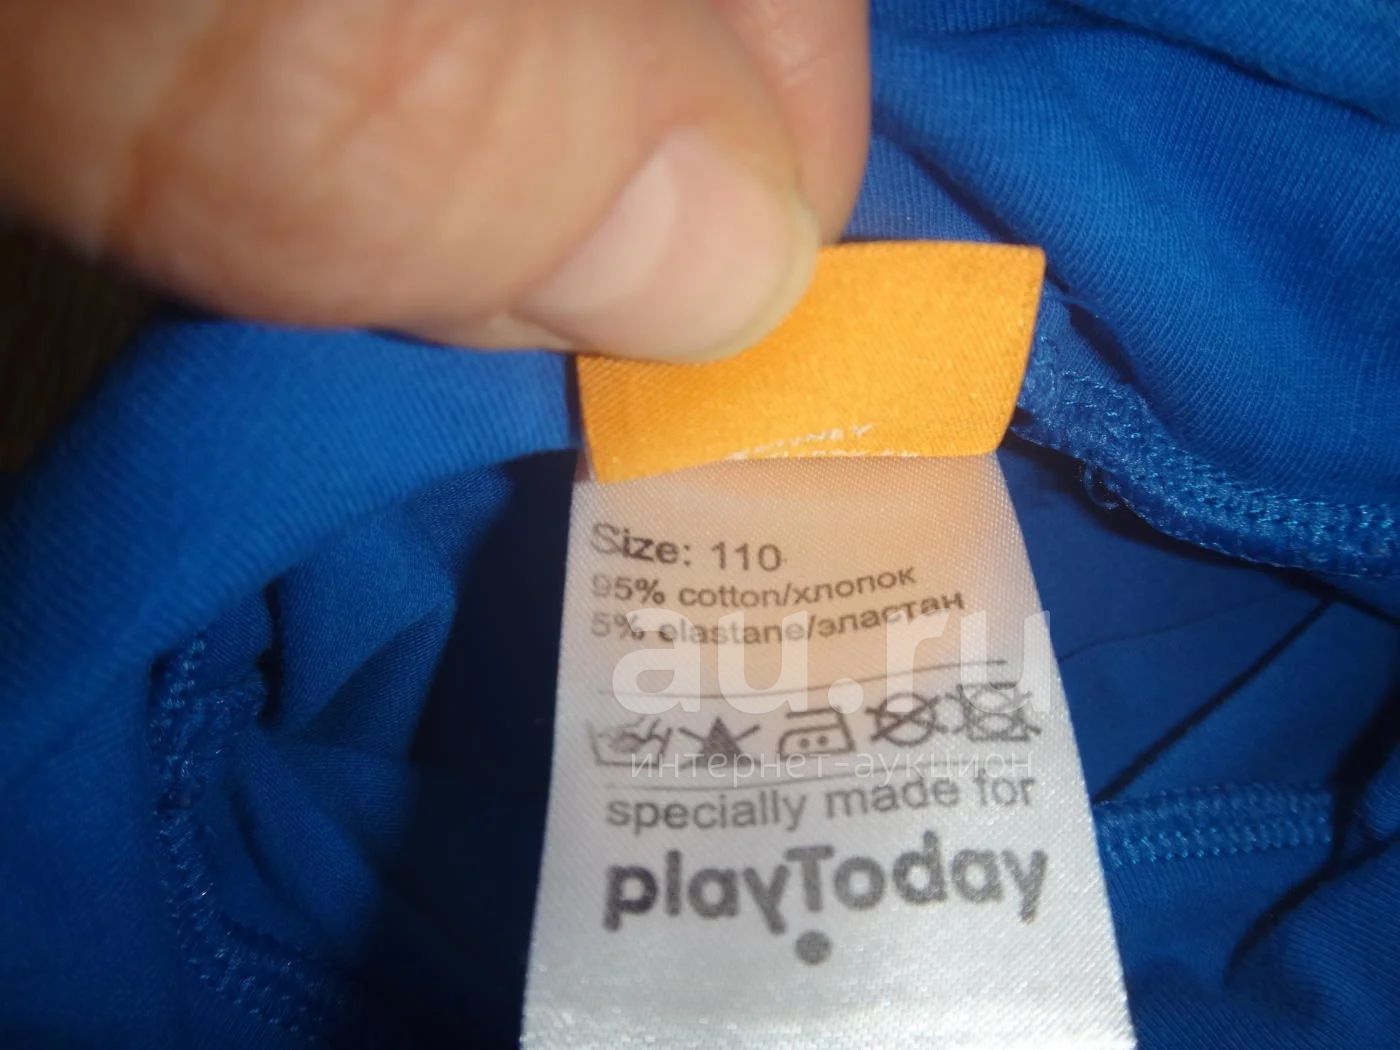 Size: 110
95% cotton/хлопок
5% elastane/эластан
au.ru
интернет-аукцион
specially made for
playToday